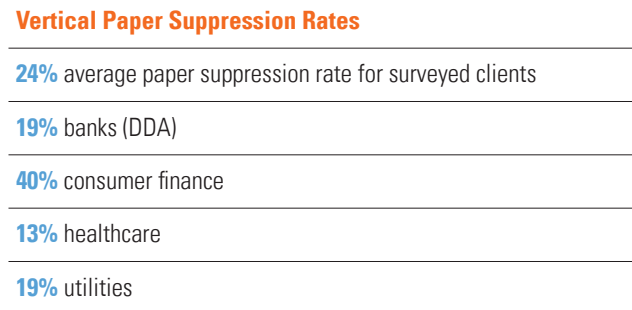 Vertical Paper Suppression Rates
24% average paper suppression rate for surveyed clients
19% banks (DDA)
40% consumer finance
13% healthcare
19% utilities